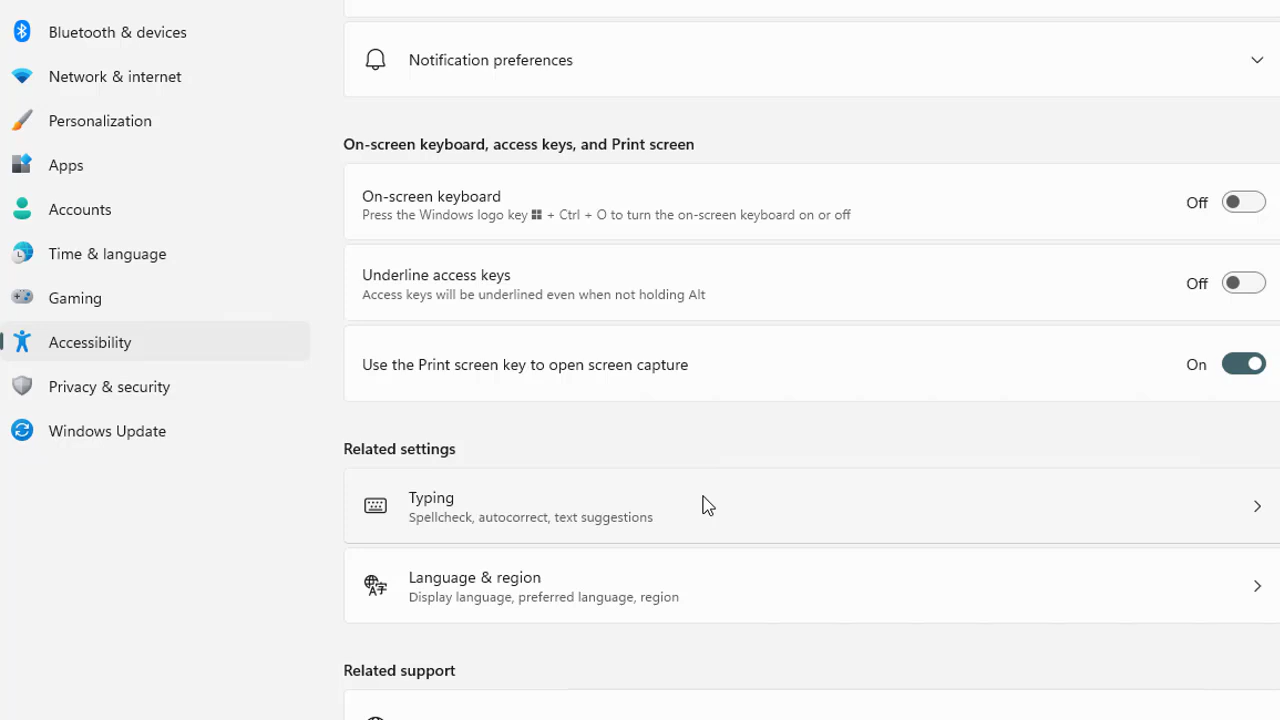 Bluetooth & devices
Network & internet
Personalization
Apps
Accounts
Time & language
Gaming
Accessibility
Privacy & security
Windows Update
Notification preferences
On-screen keyboard, access keys, and Print screen
On-screen keyboard
Off
Press the Windows logo key + Ctrl + O to turn the on-screen keyboard on or off
Underline access keys
Off
Access keys will be underlined even when not holding Alt
Use the Print screen key to open screen capture
On
Related settings
Typing
Spellcheck, autocorrect, text suggestions
Language & region
Display language, preferred language, region
Related support